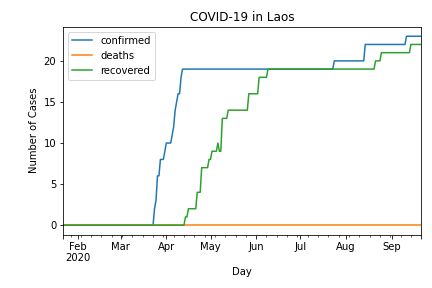 COVID-19 in Laos
confirmed
deaths
recovered
Number of Cases
20
15
10
5
0
Feb Mar Apr May Jun Jul Aug Sep
2020
Day